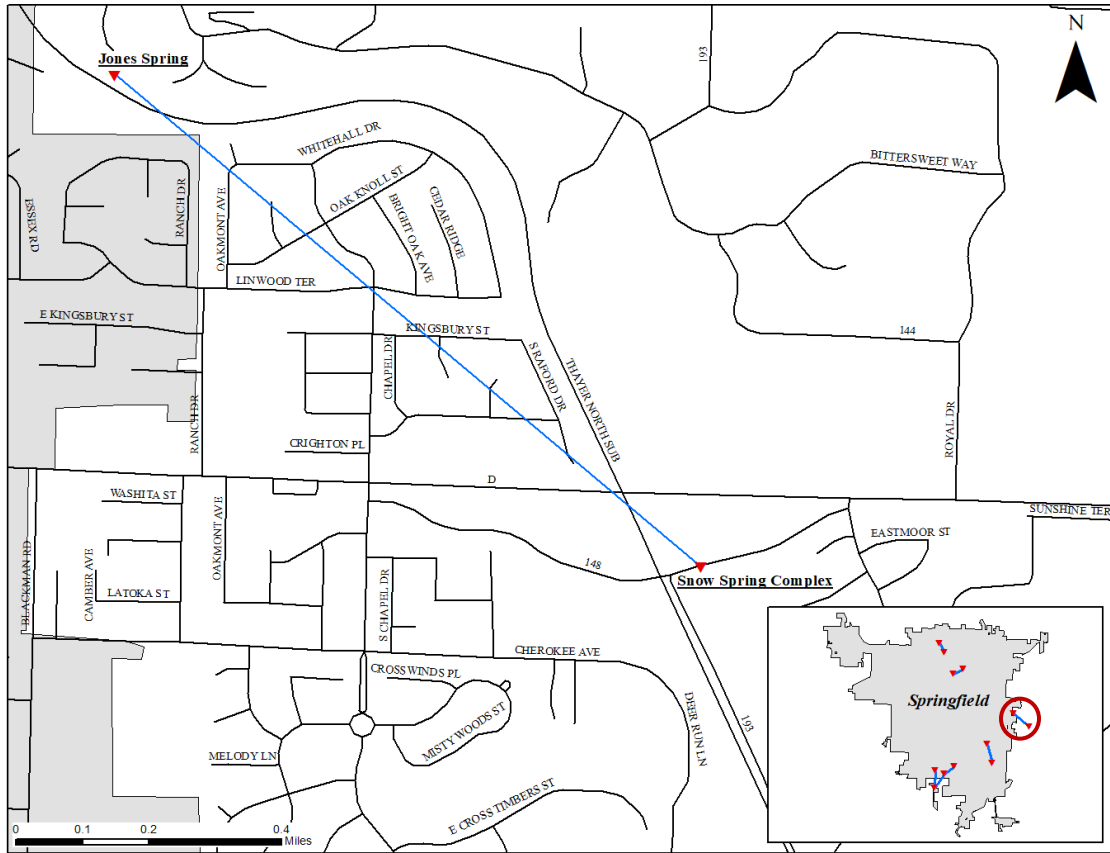 193
N
Jones Spring
WHITEHALL DR
BITTERSWEET WAY
OAK KNOLL ST
ESSEX RD
RANCH DR
OAKMONT AVE
BRIGHT OAK AVE
CEDAR RIDGE
LINWOOD TER
E KINGSBURY ST
KINGSBURY ST
144
CHAPEL DR
S RAFORD DR
THAYER NORTH SUB
RANCH DR
ROYAL DR
CRIGHTON PL
D
WASHITA ST
SUNSHINE TER
OAKMONT AVE
EASTMOOR ST
BLACKMAN RD
CAMBER AVE
148
Snow Spring Complex
LATOKA ST
S CHAPEL DR
CHEROKEE AVE
CROSSWINDS PL
DEER RUN LN
193
Springfield
MISTY WOODS ST
MELODY LN
E CROSS TIMBERS ST
0 0.1 0.2 0.4
Miles